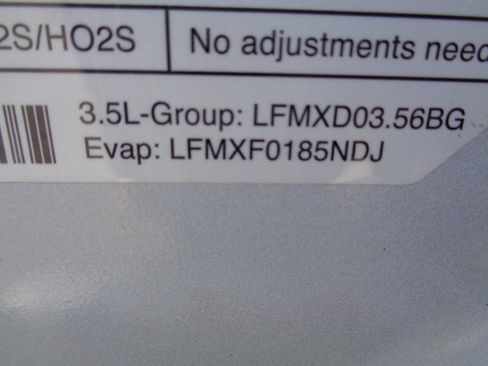 2S/HO2S No adjustments need
3.5L-Group: LFMXD03.56BG
Evap: LFMXF0185NDJ